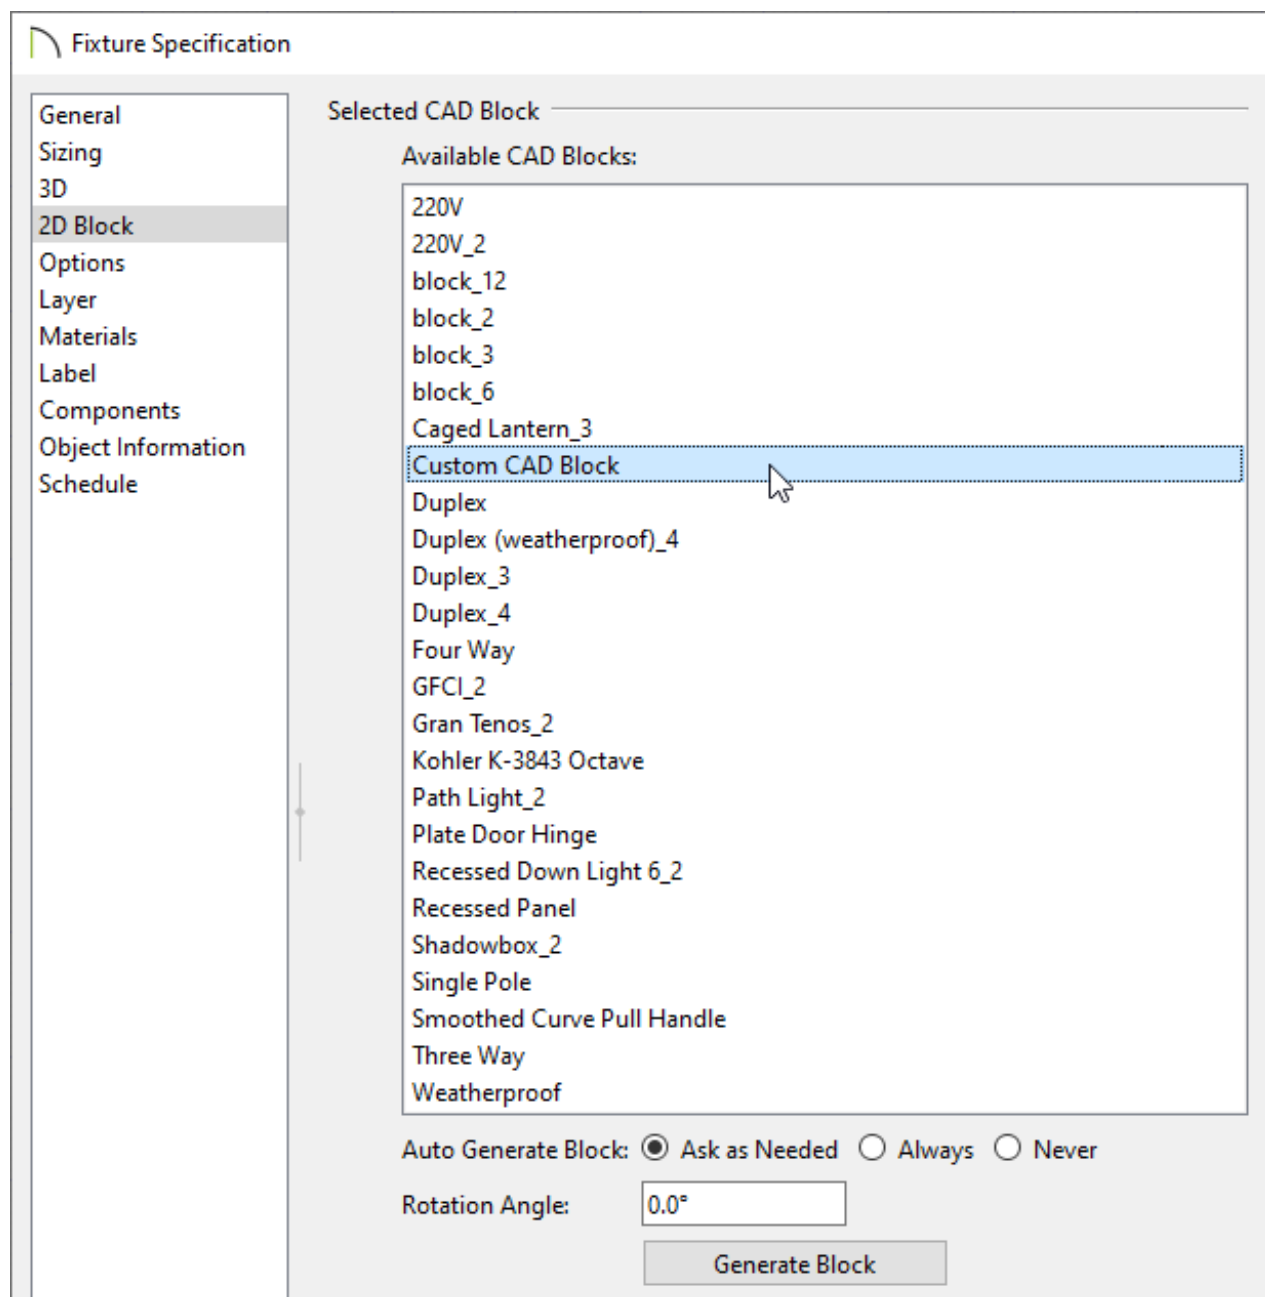 Fixture Specification
General
Sizing
3D
2D Block
Options
Layer
Materials
Label
Components
Object Information
Schedule
Selected CAD Block
Available CAD Blocks:
220V
220V_2
block_12
block_2
block_3
block_6
Caged Lantern_3
Custom CAD Block
Duplex
Duplex (weatherproof)_4
Duplex_3
Duplex_4
Four Way
GFCI_2
Gran Tenos_2
Kohler K-3843 Octave
Path Light_2
Plate Door Hinge
Recessed Down Light 6_2
Recessed Panel
Shadowbox_2
Single Pole
Smoothed Curve Pull Handle
Three Way
Weatherproof
Auto Generate Block: Ask as Needed Always Never
Rotation Angle: 0.0°
Generate Block